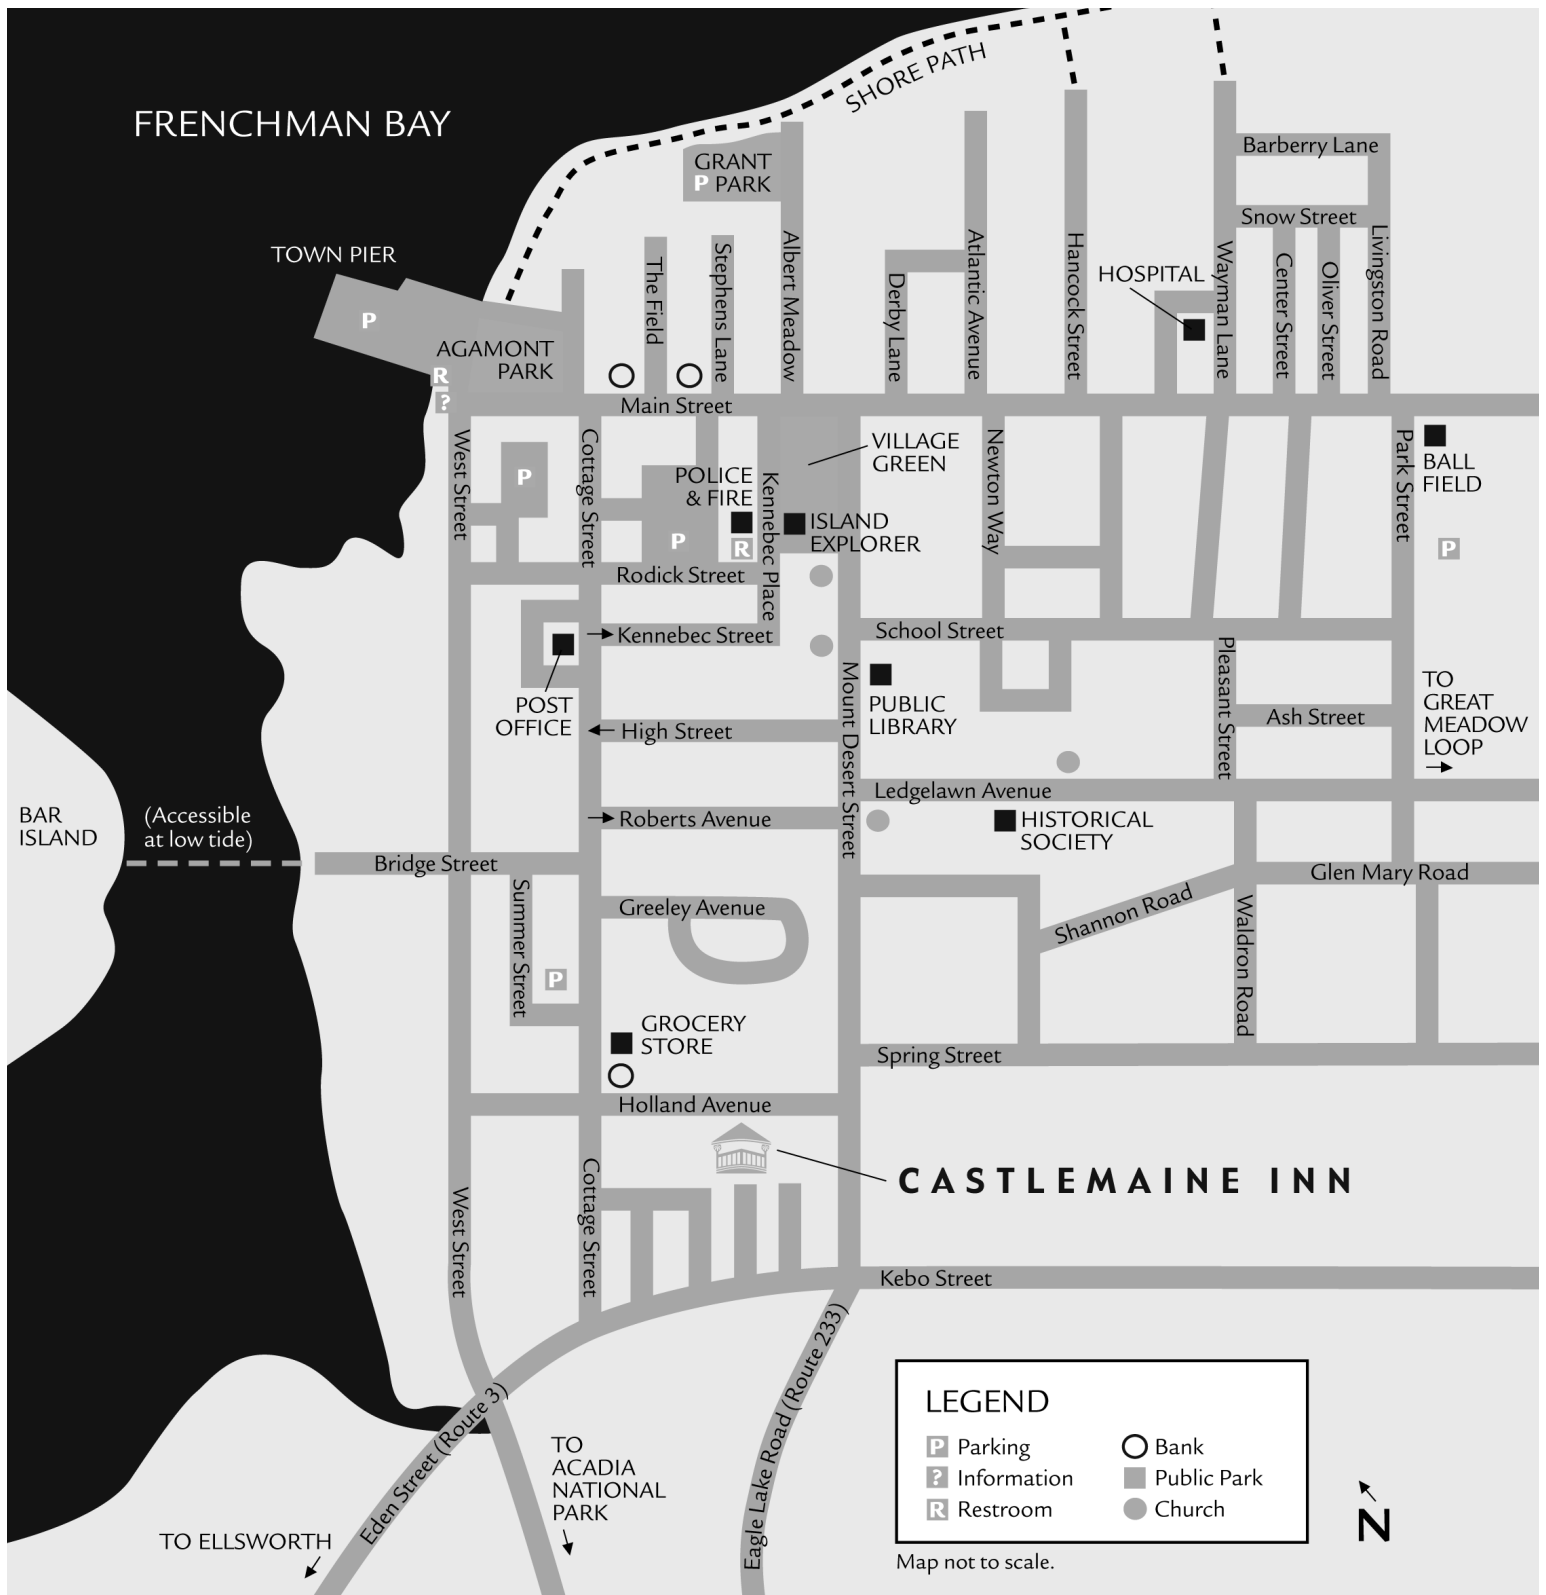 FRENCHMAN BAY
SHORE PATH
GRANT
P PARK
Barberry Lane
Snow Street
TOWN PIER
P
AGAMONT
PARK
R
?
The Field
Stephens Lane
Albert Meadow
Derby Lane
Atlantic Avenue
Hancock Street
HOSPITAL
Wayman Lane
Center Street
Oliver Street
Livingston Road
Main Street
West Street
P
Cottage Street
POLICE
& FIRE
P
R
Kennebec Place
VILLAGE
GREEN
ISLAND
EXPLORER
Newton Way
Park Street
BALL
FIELD
P
Rodick Street
Kennebec Street
School Street
POST
OFFICE
High Street
Mount Desert Street
PUBLIC
LIBRARY
Pleasant Street
Ash Street
TO
GREAT
MEADOW
LOOP
Ledgelawn Avenue
BAR
ISLAND
(Accessible
at low tide)
Roberts Avenue
HISTORICAL
SOCIETY
Bridge Street
Glen Mary Road
Summer Street
P
Greeley Avenue
Shannon Road
Waldron Road
GROCERY
STORE
Spring Street
Holland Avenue
CASTLEMAINE INN
West Street
Cottage Street
Kebo Street
Eden Street (Route 3)
Eagle Lake Road (Route 233)
TO
ACADIA
NATIONAL
PARK
TO ELLSWORTH
LEGEND
P Parking
? Information
R Restroom
Bank
Public Park
Church
Map not to scale.
N